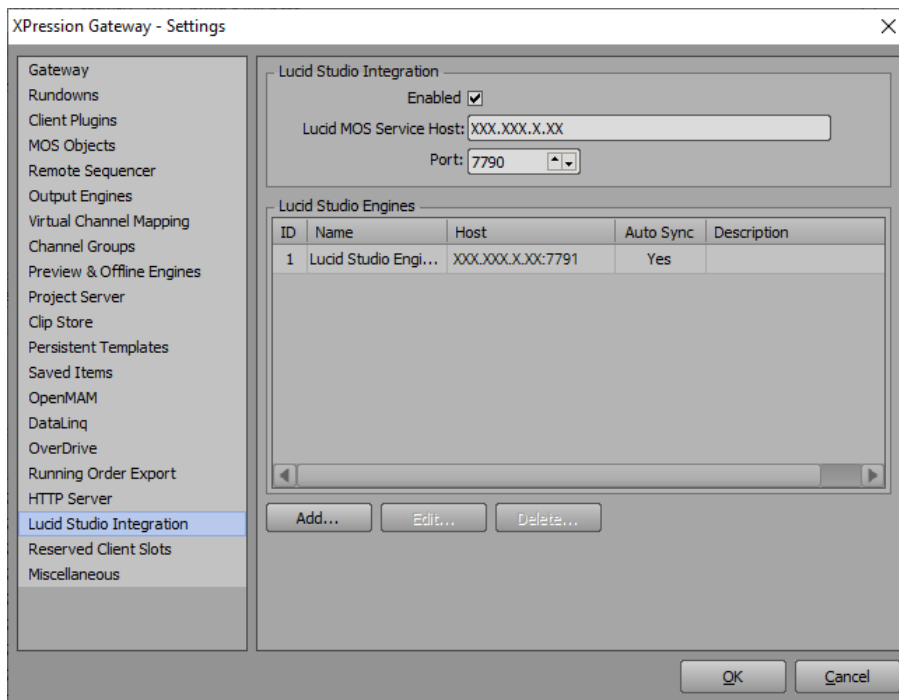 XPression Gateway - Settings
Gateway
Rundowns
Client Plugins
MOS Objects
Remote Sequencer
Output Engines
Virtual Channel Mapping
Channel Groups
Preview & Offline Engines
Project Server
Clip Store
Persistent Templates
Saved Items
OpenMAM
DataLinq
OverDrive
Running Order Export
HTTP Server
Lucid Studio Integration
Reserved Client Slots
Miscellaneous
Lucid Studio Integration
Enabled
Lucid MOS Service Host: XXX.XXX.X.XX
Port: 7790
Lucid Studio Engines
ID Name Host Auto Sync Description
1 Lucid Studio Engi... XXX.XXX.X.XX:7791 Yes
Add... Edit... Delete...
OK Cancel